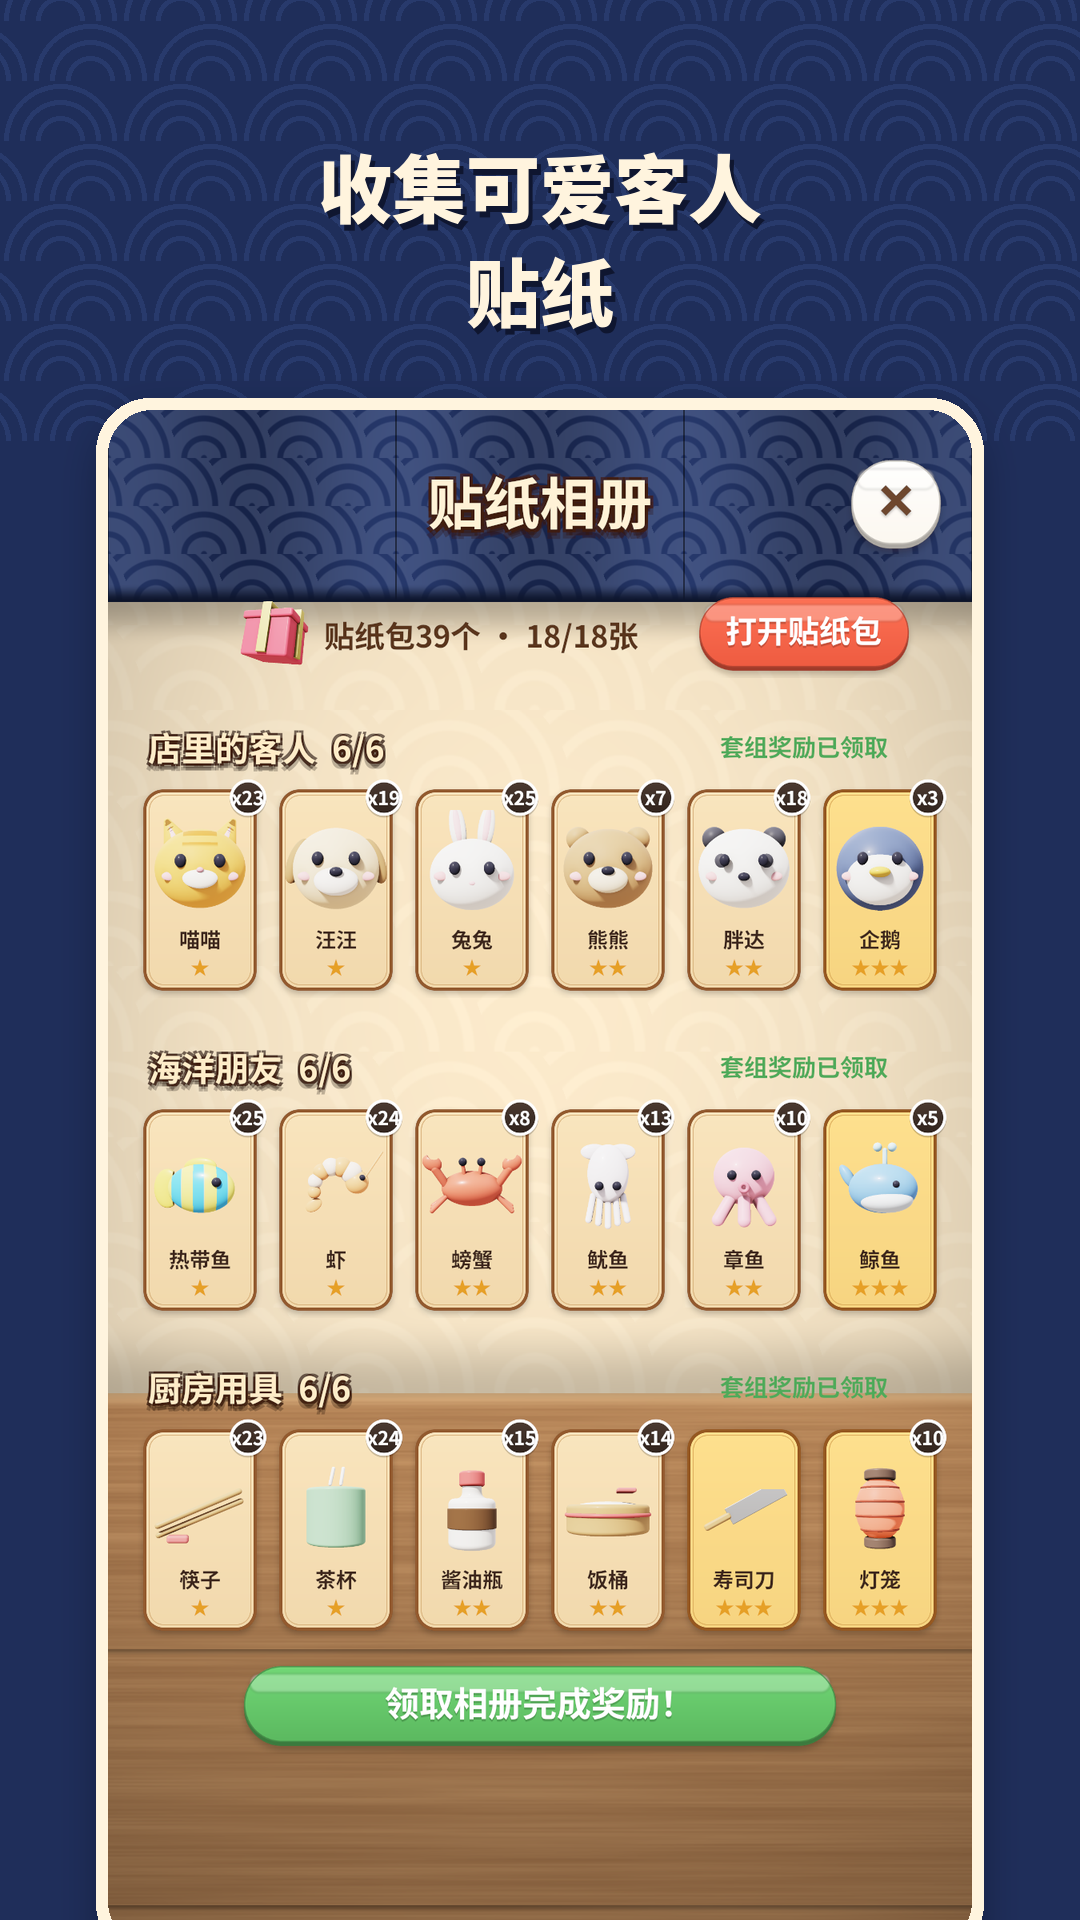 收集可爱客人
贴纸
贴纸相册
贴纸包39个 · 18/18张
打开贴纸包
店里的客人 6/6
套组奖励已领取
x23 x19 x25 x7 x18 x3
喵喵 汪汪 兔兔 熊熊 胖达 企鹅
★ ★ ★ ★★ ★★ ★★★
海洋朋友 6/6
套组奖励已领取
x25 x24 x8 x13 x10 x5
热带鱼 虾 螃蟹 鱿鱼 章鱼 鲸鱼
★ ★ ★★ ★★ ★★ ★★★
厨房用具 6/6
套组奖励已领取
x23 x24 x15 x14 x10
筷子 茶杯 酱油瓶 饭桶 寿司刀 灯笼
★ ★ ★★ ★★ ★★★ ★★★
领取相册完成奖励！